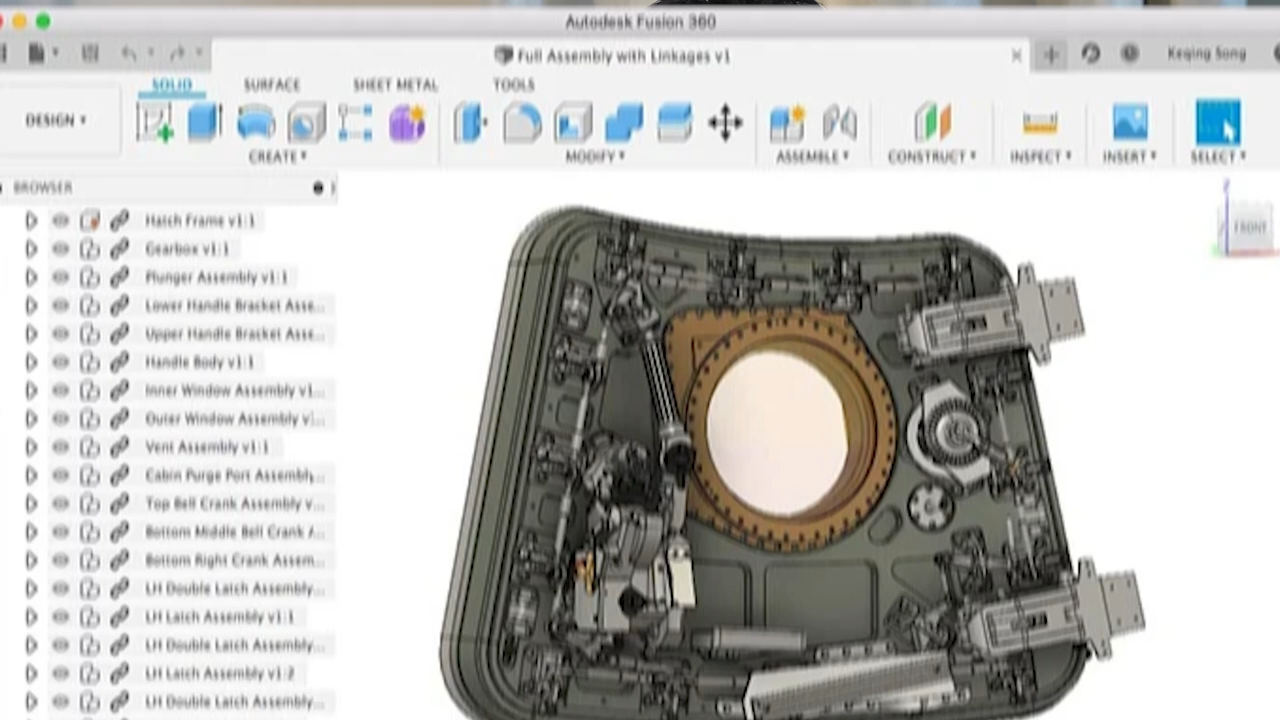 Autodesk Fusion 360
Full Assembly with Linkages v1
Keqing Song
SOLID SURFACE SHEET METAL TOOLS
DESIGN
CREATE MODIFY ASSEMBLE CONSTRUCT INSPECT INSERT SELECT
BROWSER
FRONT
Hatch Frame v1:1
Gearbox v1:1
Plunger Assembly v1:1
Lower Handle Bracket Asse...
Upper Handle Bracket Asse...
Handle Body v1:1
Inner Window Assembly v1...
Outer Window Assembly v1...
Vent Assembly v1:1
Cabin Purge Port Assembly...
Top Bell Crank Assembly v...
Bottom Middle Bell Crank A...
Bottom Right Crank Assem...
LH Double Latch Assembly...
LH Latch Assembly v1:1
LH Double Latch Assembly...
LH Latch Assembly v1:2
LH Double Latch Assembly...